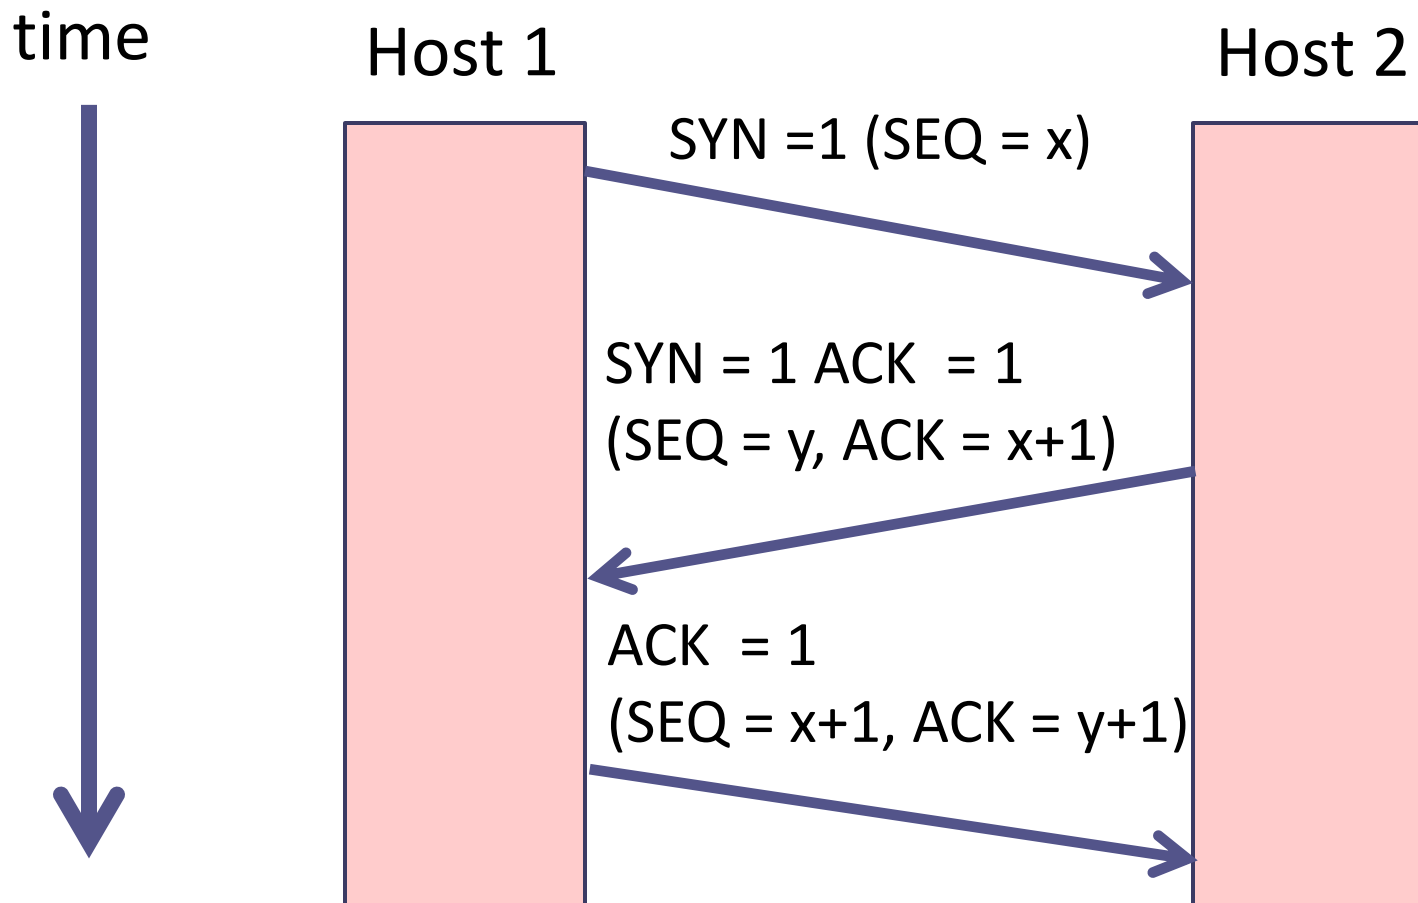 time
Host 1
Host 2
SYN =1 (SEQ = x)
SYN = 1 ACK  = 1
(SEQ = y, ACK = x+1)
ACK  = 1
(SEQ = x+1, ACK = y+1)